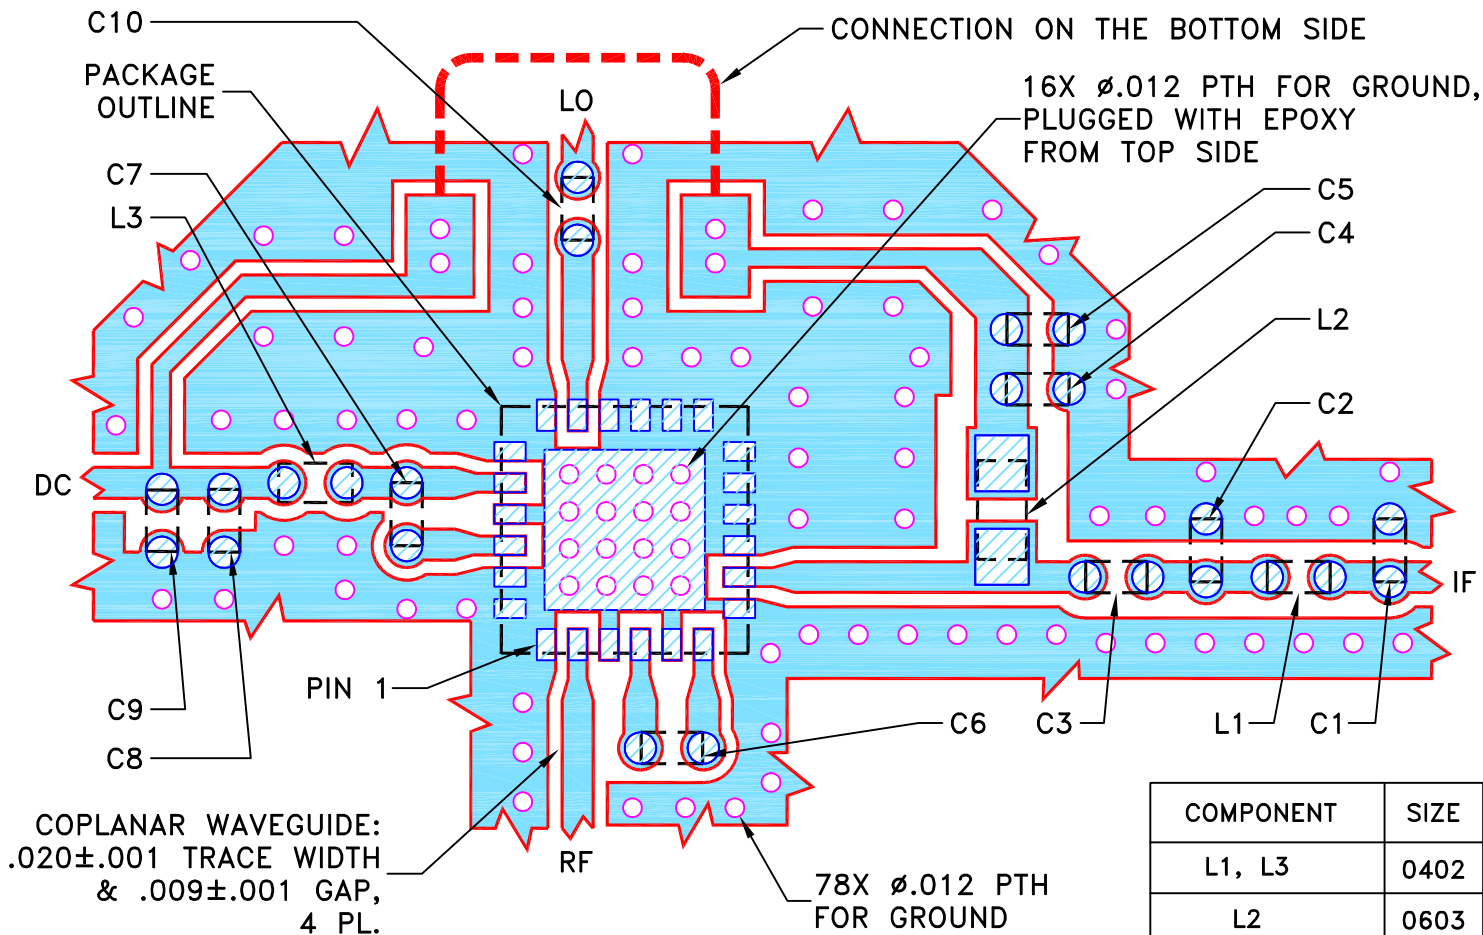 C10
CONNECTION ON THE BOTTOM SIDE
PACKAGE
OUTLINE
LO
16X ø.012 PTH FOR GROUND,
PLUGGED WITH EPOXY
FROM TOP SIDE
C7
L3
C5
C4
L2
C2
DC
IF
PIN 1
C9
C8
C6
C3
L1
C1
COPLANAR WAVEGUIDE:
.020±.001 TRACE WIDTH
& .009±.001 GAP,
4 PL.
RF
78X ø.012 PTH
FOR GROUND
COMPONENT SIZE
L1, L3 0402
L2 0603